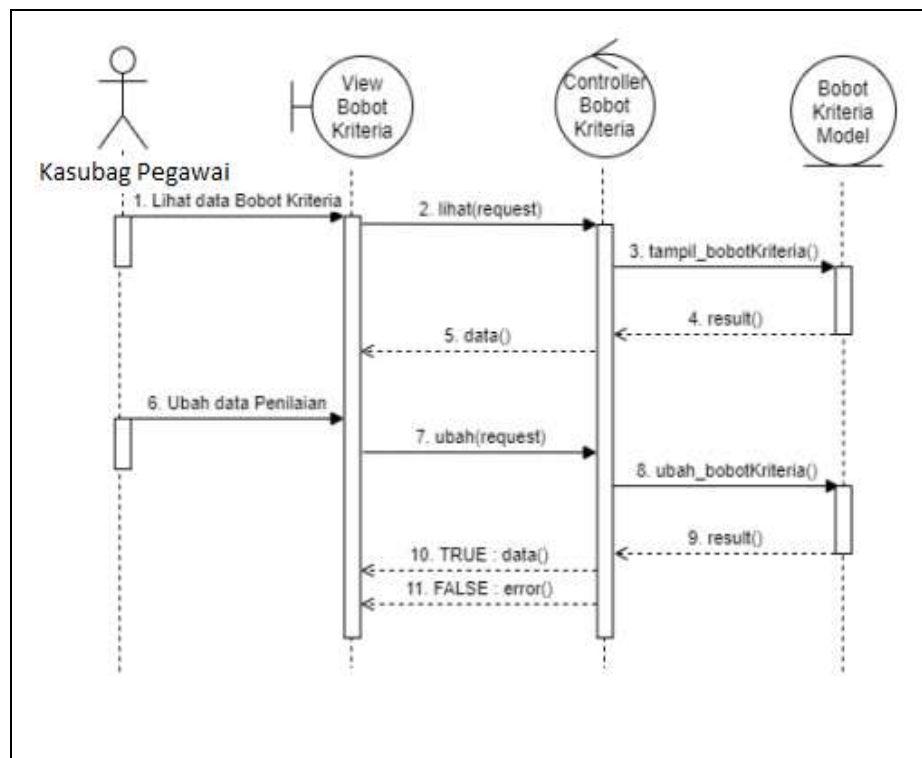 View
Bobot
Kriteria
Controller
Bobot
Kriteria
Bobot
Kriteria
Model
Kasubag Pegawai
1. Lihat data Bobot Kriteria
2. lihat(request)
3. tampil_bobotKriteria()
4. result()
5. data()
6. Ubah data Penilaian
7. ubah(request)
8. ubah_bobotKriteria()
9. result()
10. TRUE : data()
11. FALSE : error()